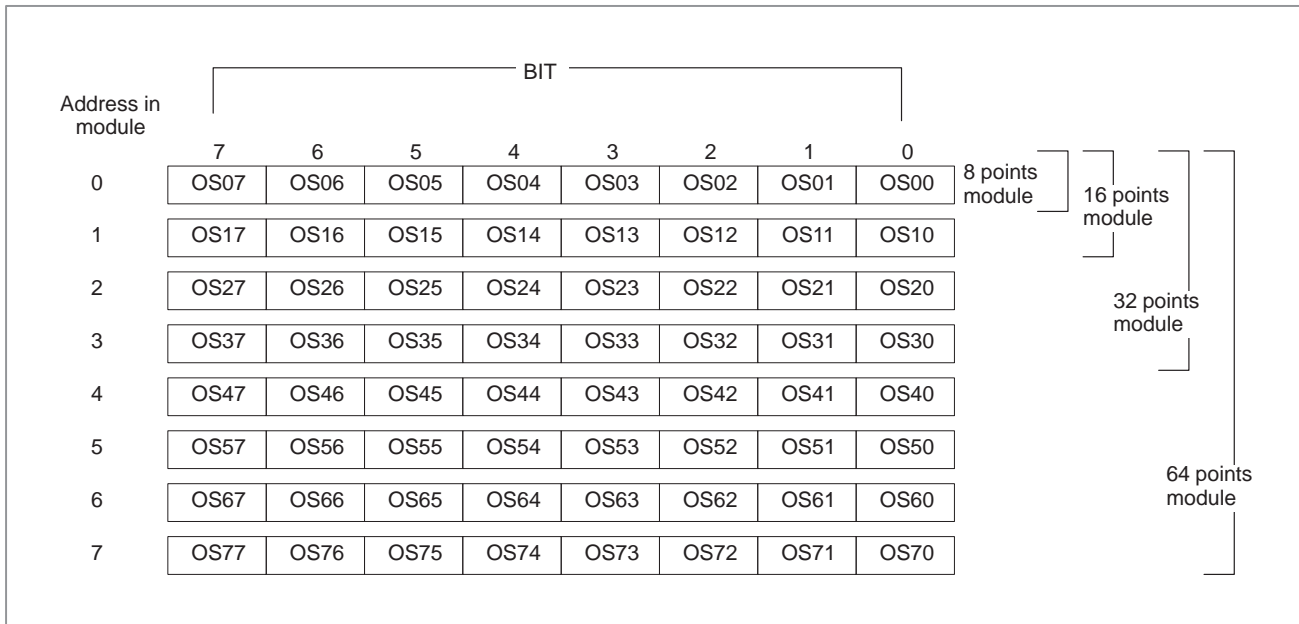 BIT
Address in
module
7 6 5 4 3 2 1 0
0 OS07 OS06 OS05 OS04 OS03 OS02 OS01 OS00
8 points
module
16 points
module
1 OS17 OS16 OS15 OS14 OS13 OS12 OS11 OS10
2 OS27 OS26 OS25 OS24 OS23 OS22 OS21 OS20
32 points
module
3 OS37 OS36 OS35 OS34 OS33 OS32 OS31 OS30
4 OS47 OS46 OS45 OS44 OS43 OS42 OS41 OS40
5 OS57 OS56 OS55 OS54 OS53 OS52 OS51 OS50
64 points
module
6 OS67 OS66 OS65 OS64 OS63 OS62 OS61 OS60
7 OS77 OS76 OS75 OS74 OS73 OS72 OS71 OS70